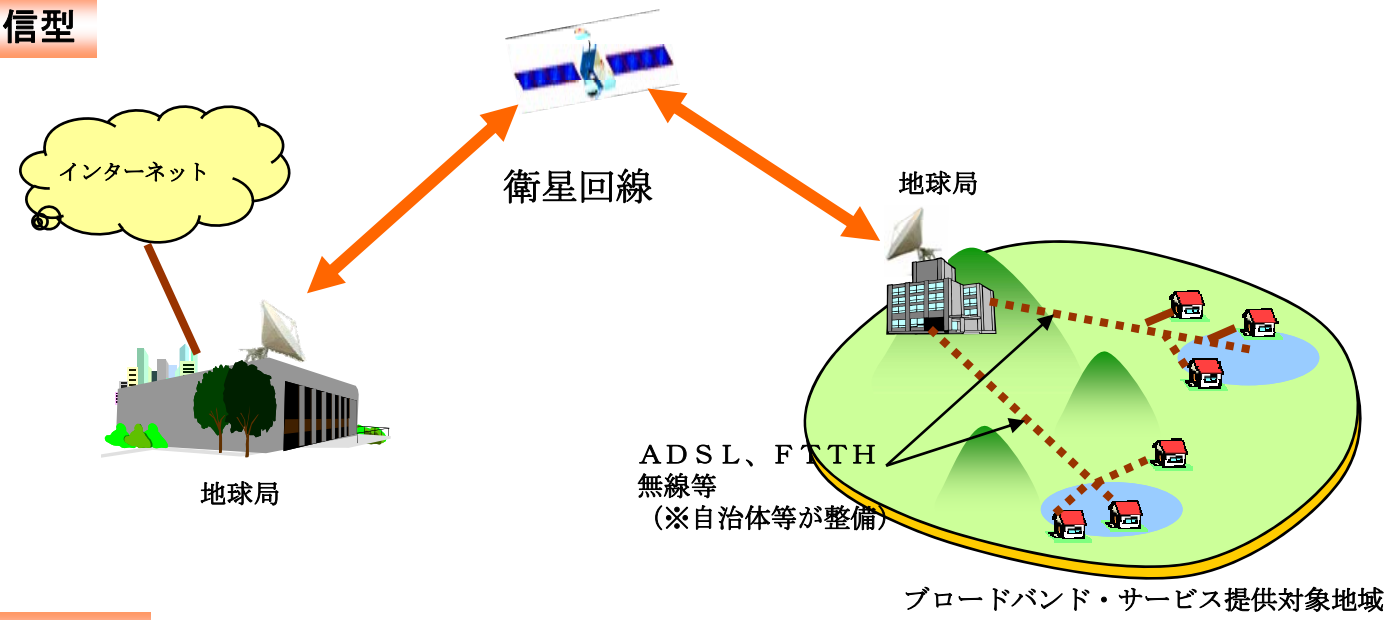 信型
インターネット
衛星回線
地球局
地球局
ＡＤＳＬ、ＦＴＴＨ
無線等
（※自治体等が整備）
ブロードバンド・サービス提供対象地域